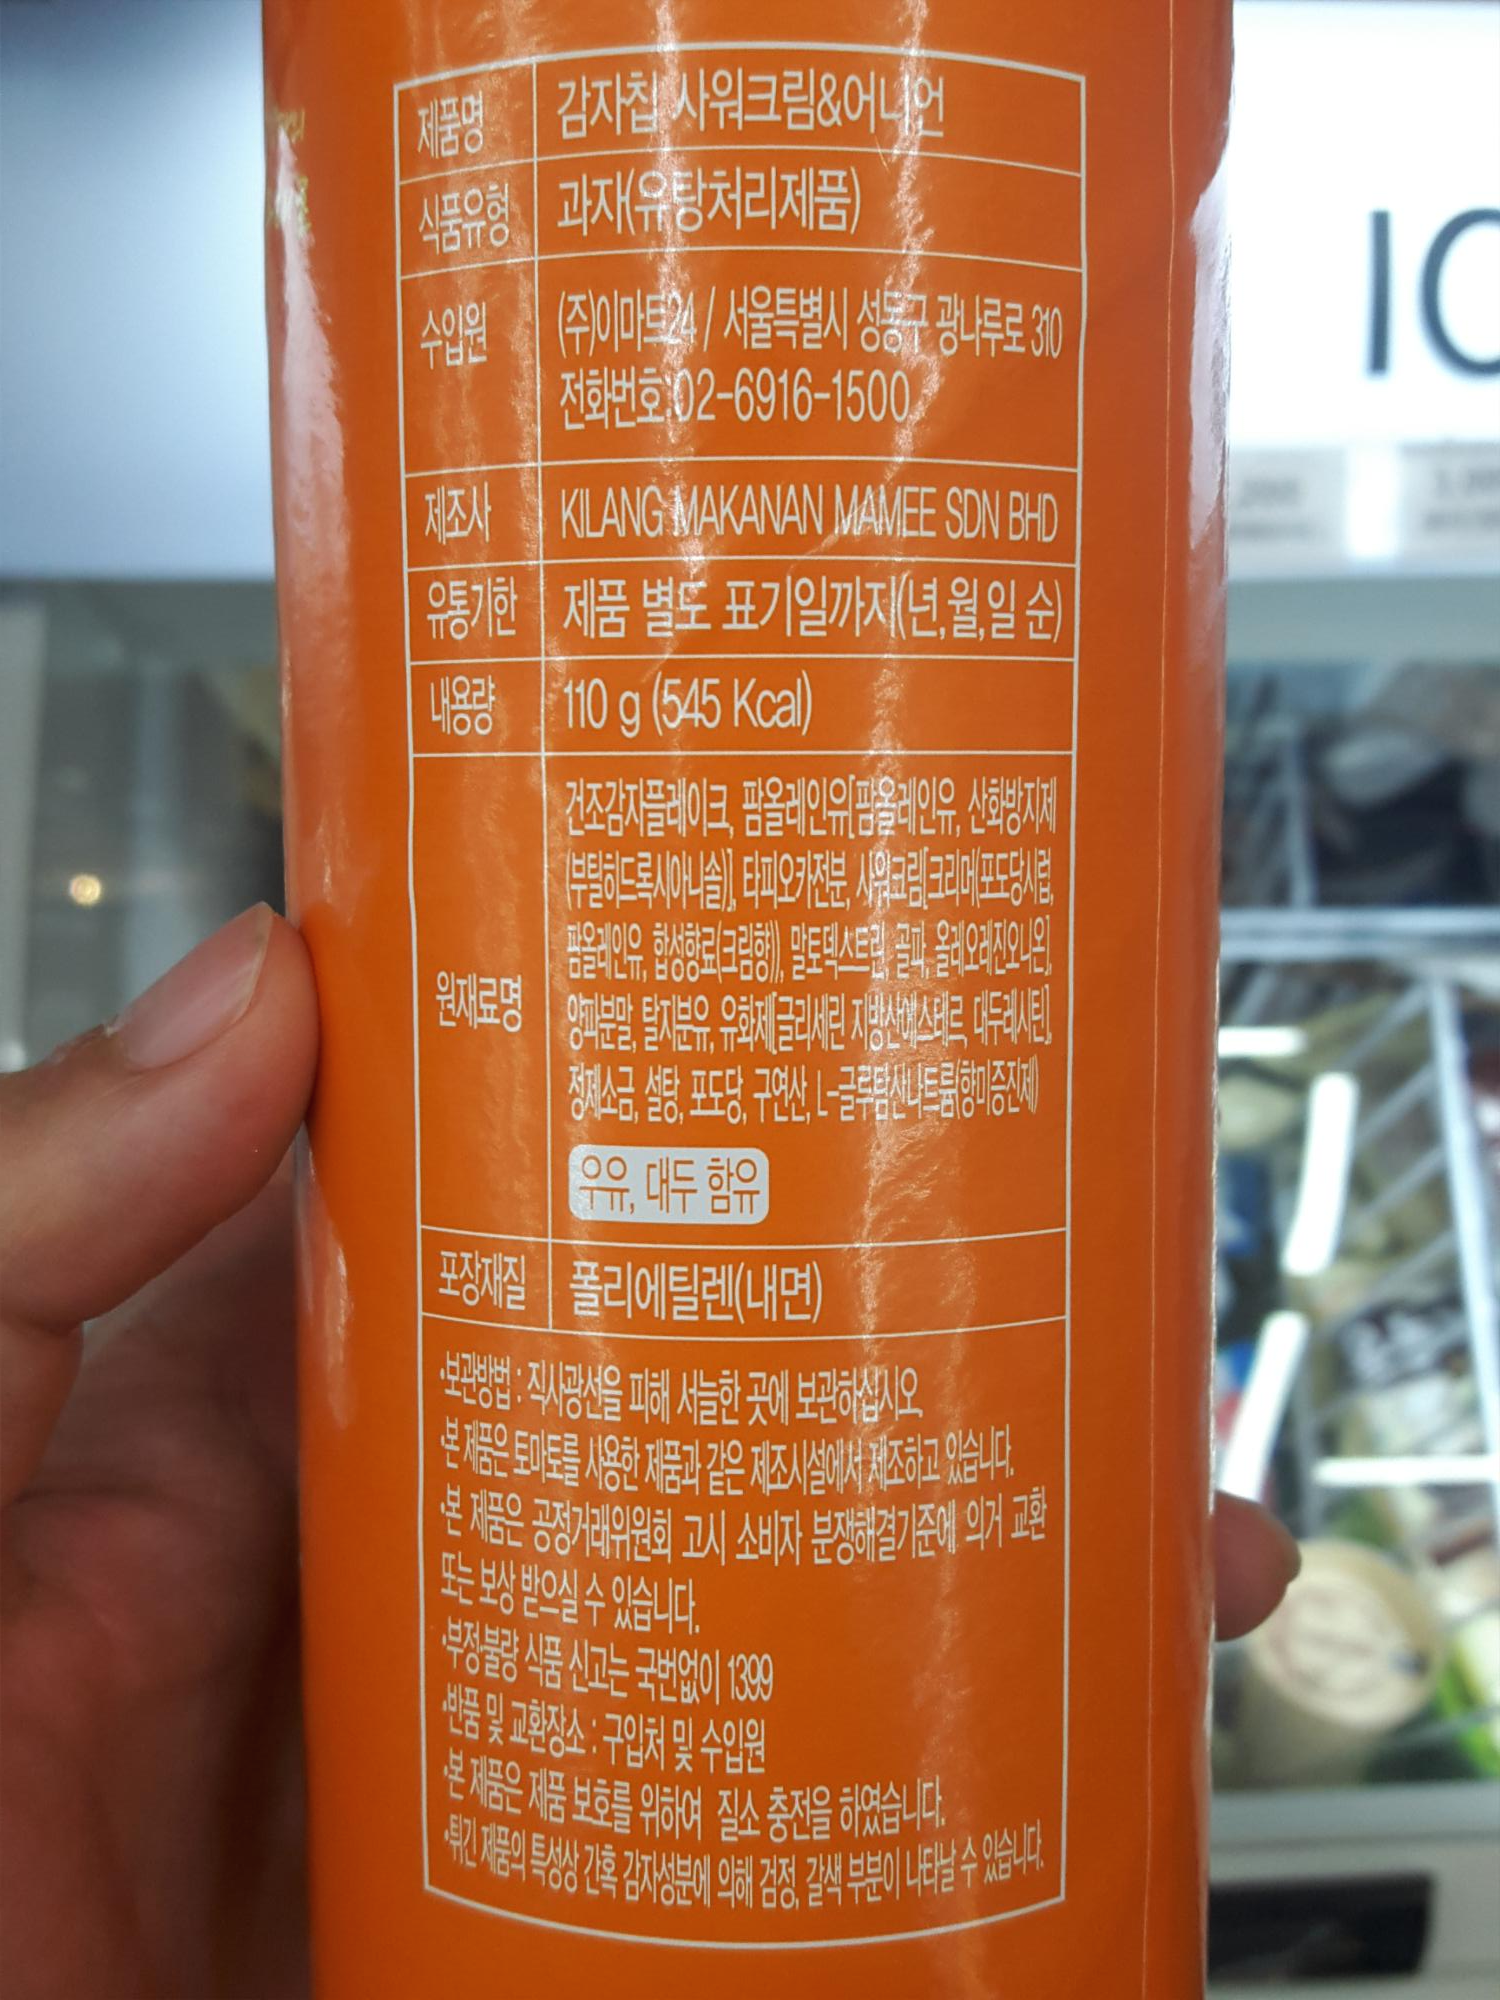 제품명 감자칩 사워크림&어니언
식품유형 과자(유탕처리제품)
수입원 (주)이마트24 / 서울특별시 성동구 광나루로 310
전화번호:02-6916-1500
제조사 KILANG MAKANAN MAMEE SDN BHD
유통기한 제품 별도 표기일까지(년,월,일 순)
내용량 110 g (545 Kcal)
원재료명
건조감자플레이크, 팜올레인유[팜올레인유, 산화방지제
(부틸히드록시아니솔)], 타피오카전분, 사워크림[크리머(포도당시럽,
팜올레인유, 합성향료(크림향)), 말토덱스트린, 골파, 올레오레진오니온],
양파분말, 탈지분유, 유화제[글리세린 지방산에스테르, 대두레시틴],
정제소금, 설탕, 포도당, 구연산, L-글루탐산나트륨(향미증진제)
우유, 대두 함유
포장재질 폴리에틸렌(내면)
·보관방법 : 직사광선을 피해 서늘한 곳에 보관하십시오
·본 제품은 토마토를 사용한 제품과 같은 제조시설에서 제조하고 있습니다.
·본 제품은 공정거래위원회 고시 소비자 분쟁해결기준에 의거 교환
또는 보상 받으실 수 있습니다.
·부정·불량 식품 신고는 국번없이 1399
·반품 및 교환장소 : 구입처 및 수입원
·본 제품은 제품 보호를 위하여 질소 충전을 하였습니다.
·튀긴 제품의 특성상 간혹 감자성분에 의해 검정, 갈색 부분이 나타날 수 있습니다.